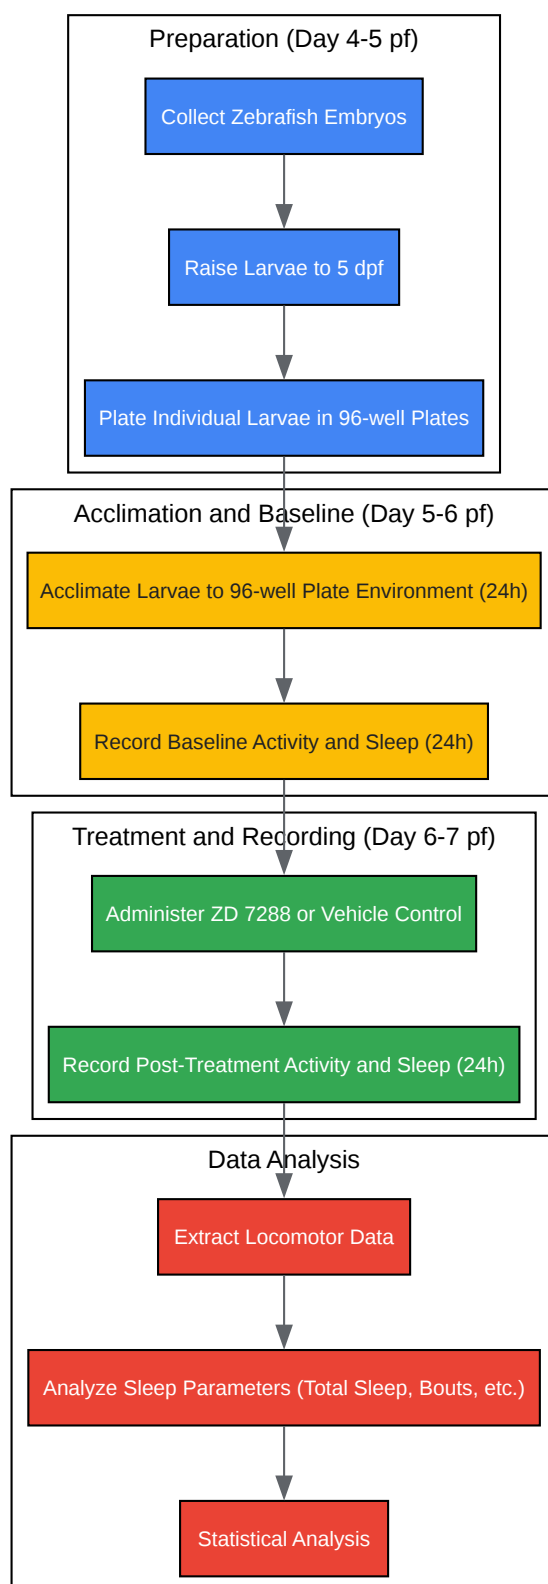 Preparation (Day 4-5 pf)
Collect Zebrafish Embryos
Raise Larvae to 5 dpf
Plate Individual Larvae in 96-well Plates
Acclimation and Baseline (Day 5-6 pf)
Acclimate Larvae to 96-well Plate Environment (24h)
Record Baseline Activity and Sleep (24h)
Treatment and Recording (Day 6-7 pf)
Administer ZD 7288 or Vehicle Control
Record Post-Treatment Activity and Sleep (24h)
Data Analysis
Extract Locomotor Data
Analyze Sleep Parameters (Total Sleep, Bouts, etc.)
Statistical Analysis